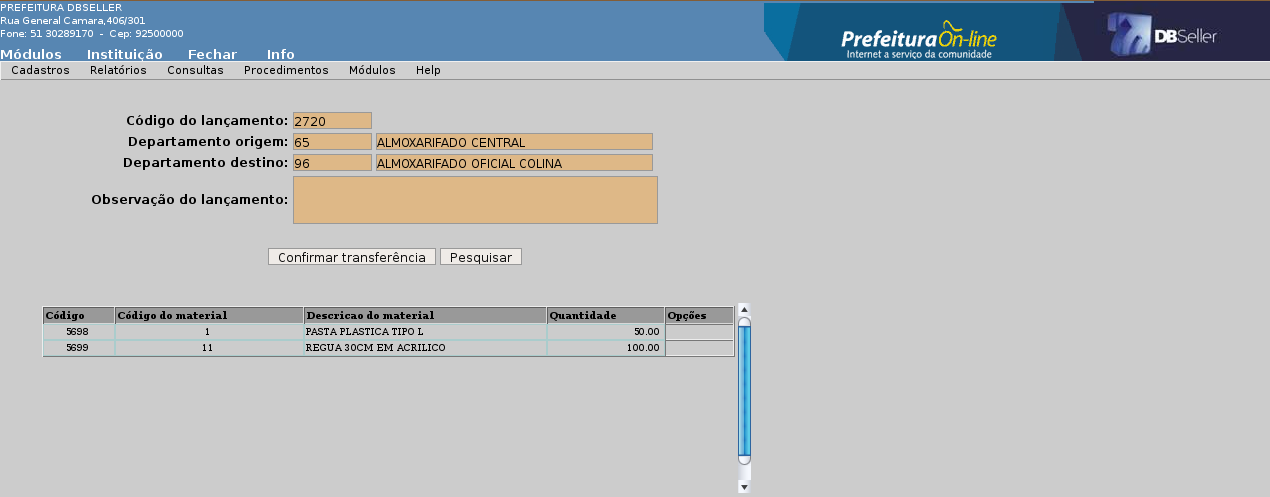 PREFEITURA DBSELLER
Rua General Camara,406/301
Fone: 51 30289170 - Cep: 92500000
Módulos Instituição Fechar Info
Prefeitura On-line
Internet a serviço da comunidade
DBSeller
Cadastros Relatórios Consultas Procedimentos Módulos Help
Código do lançamento: 2720
Departamento origem: 65 ALMOXARIFADO CENTRAL
Departamento destino: 96 ALMOXARIFADO OFICIAL COLINA
Observação do lançamento:
Confirmar transferência Pesquisar
Código Código do material Descricao do material Quantidade Opções
5698 1 PASTA PLASTICA TIPO L 50.00
5699 11 REGUA 30CM EM ACRILICO 100.00